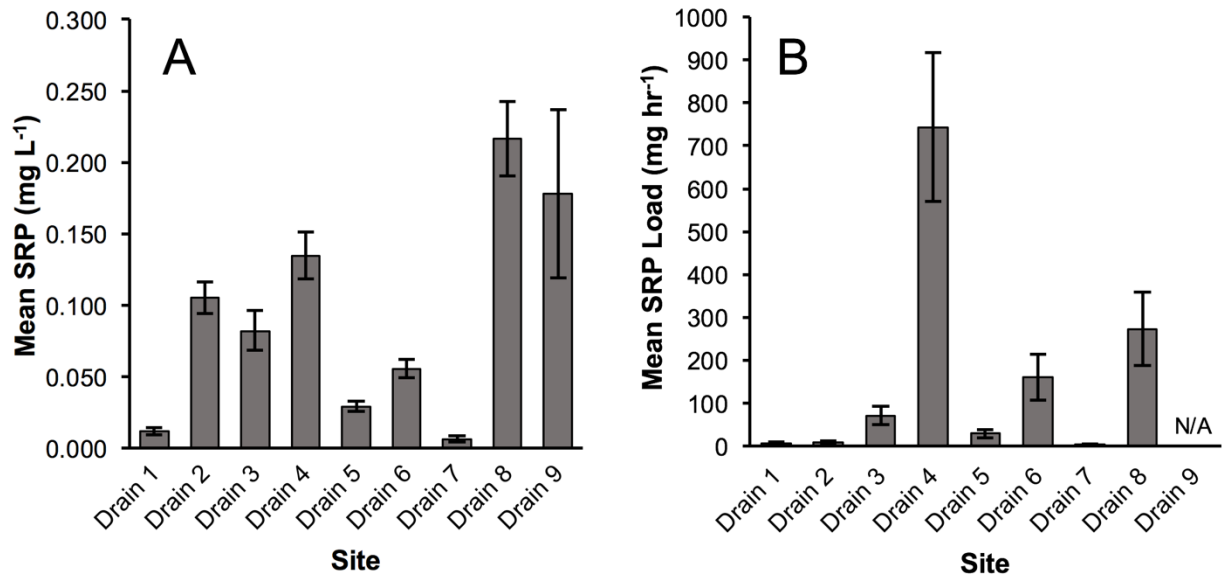 A
Mean SRP (mg L⁻¹)
0.300
0.250
0.200
0.150
0.100
0.050
0.000
Drain 1
Drain 2
Drain 3
Drain 4
Drain 5
Drain 6
Drain 7
Drain 8
Drain 9
Site
B
Mean SRP Load (mg hr⁻¹)
1000
900
800
700
600
500
400
300
200
100
0
N/A
Drain 1
Drain 2
Drain 3
Drain 4
Drain 5
Drain 6
Drain 7
Drain 8
Drain 9
Site